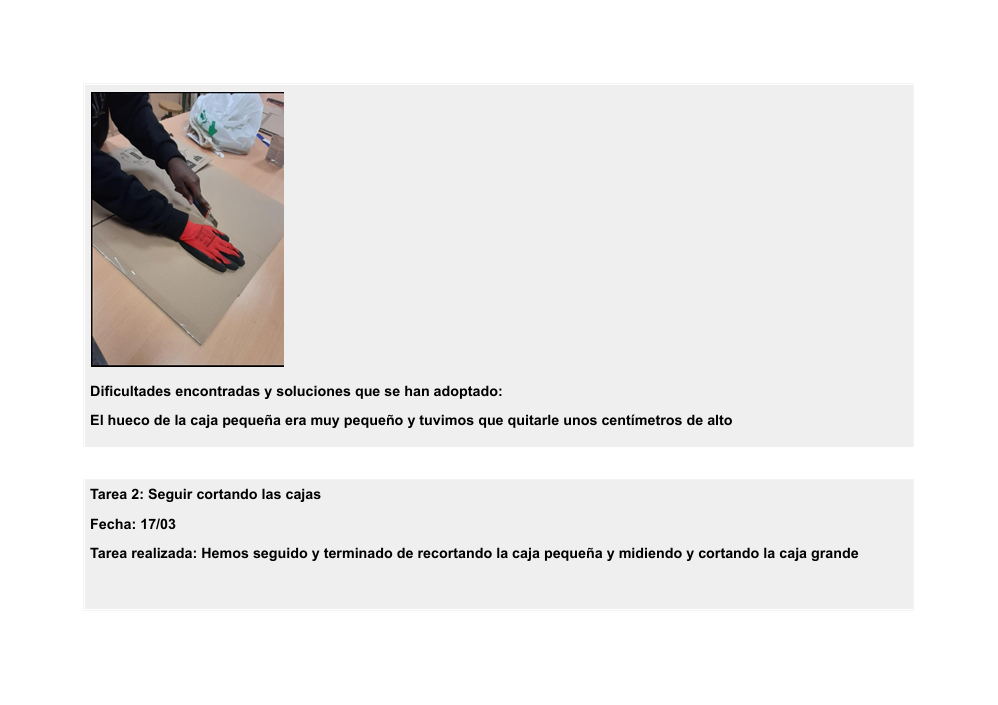 Dificultades encontradas y soluciones que se han adoptado:
El hueco de la caja pequeña era muy pequeño y tuvimos que quitarle unos centímetros de alto
Tarea 2: Seguir cortando las cajas
Fecha: 17/03
Tarea realizada: Hemos seguido y terminado de recortando la caja pequeña y midiendo y cortando la caja grande